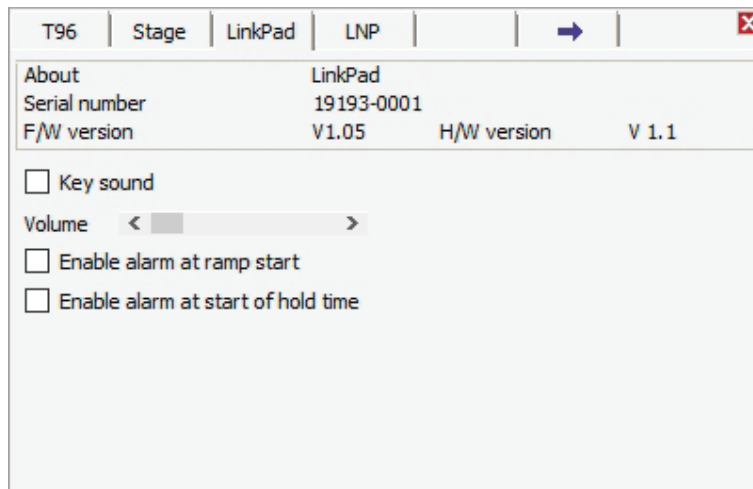 T96 Stage LinkPad LNP
About LinkPad
Serial number 19193-0001
F/W version V1.05 H/W version V 1.1
Key sound
Volume
Enable alarm at ramp start
Enable alarm at start of hold time